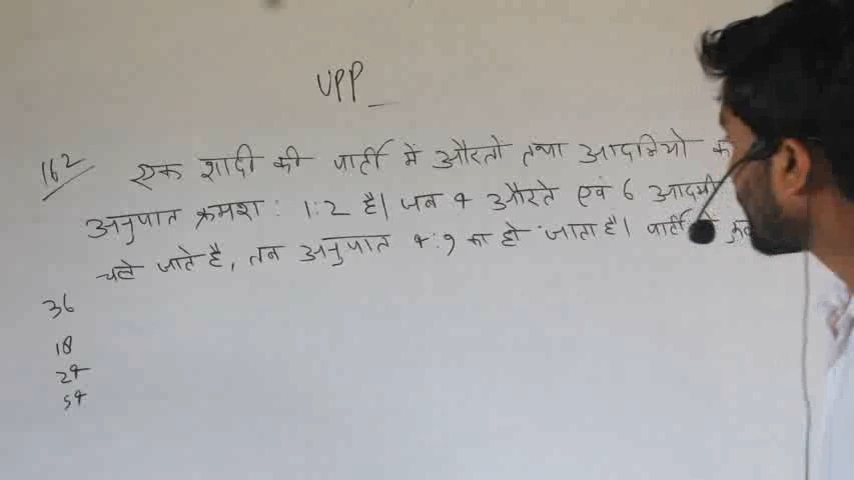 UPP
162 एक शादी की पार्टी में औरतो तथा आदमियो
अनुपात क्रमश: 1:2 है। जब 4 औरते एवं 6 आदमी
चले जाते है, तब अनुपात 4:9 का हो जाता है। पार्टी
36
18
24
54